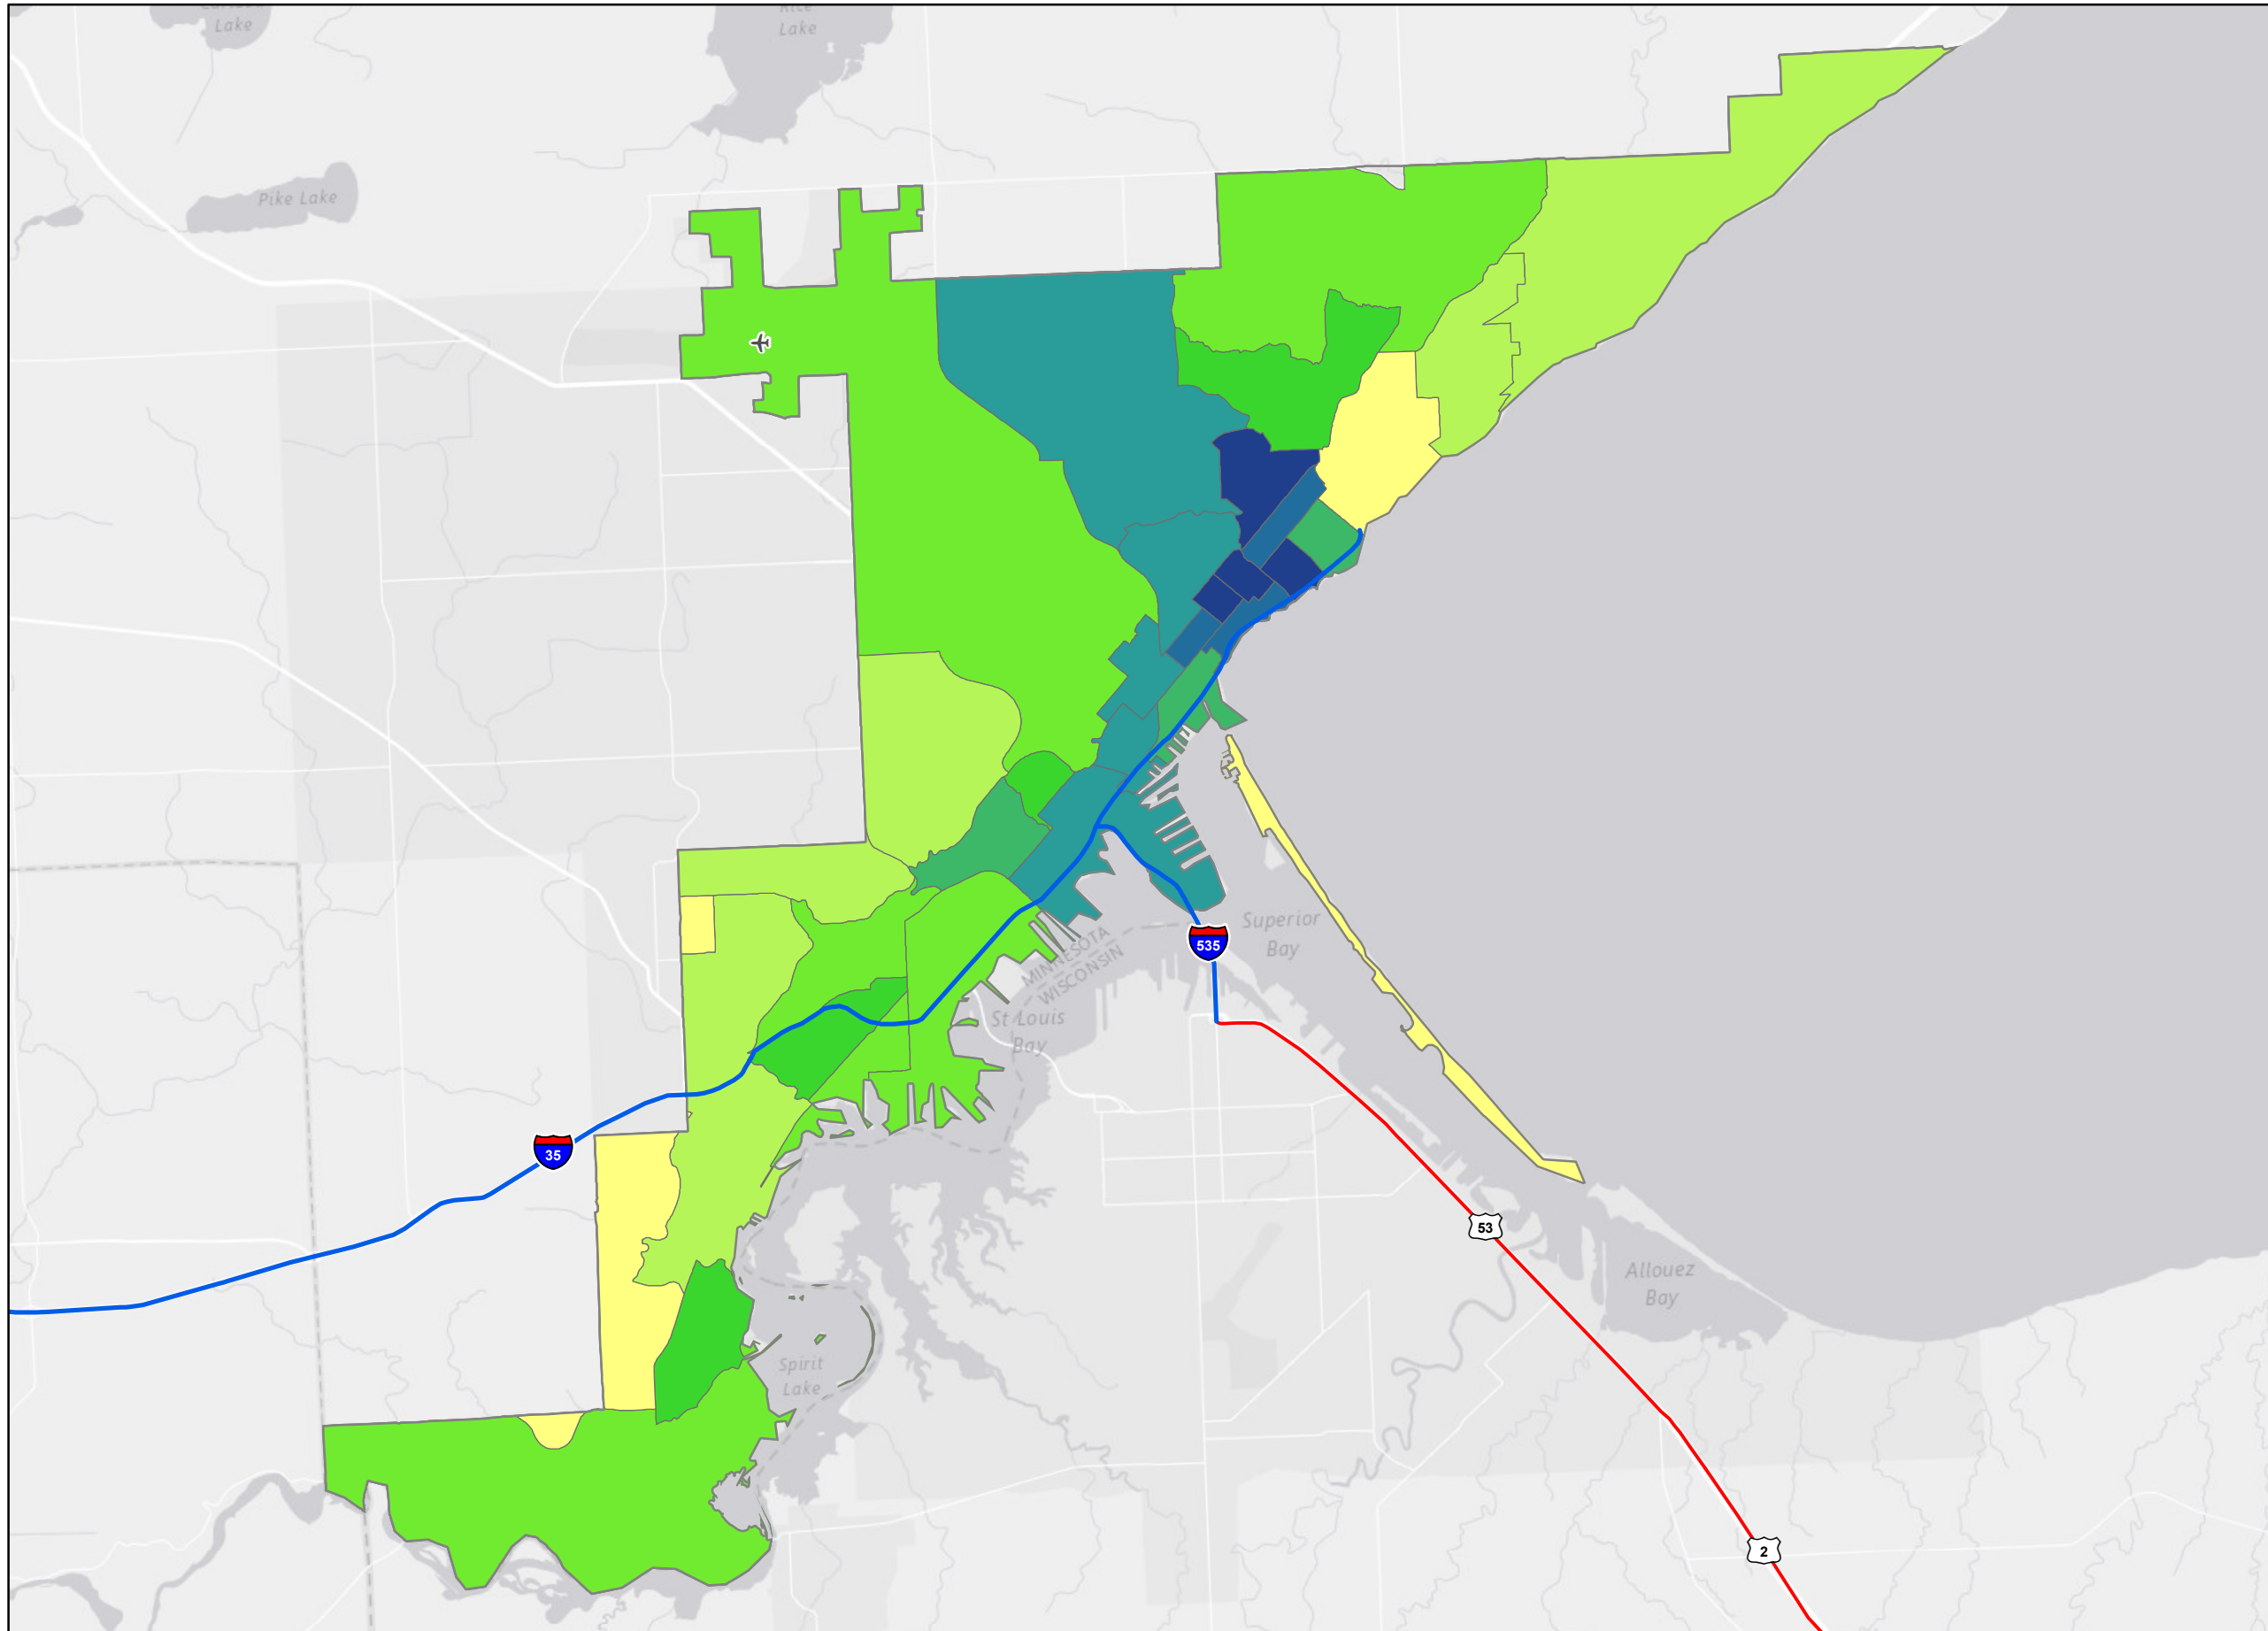 Lake
Lake
Pike Lake
Superior
Bay
535
MINNESOTA
WISCONSIN
St Louis
Bay
35
53
Allouez
Bay
Spirit
Lake
2